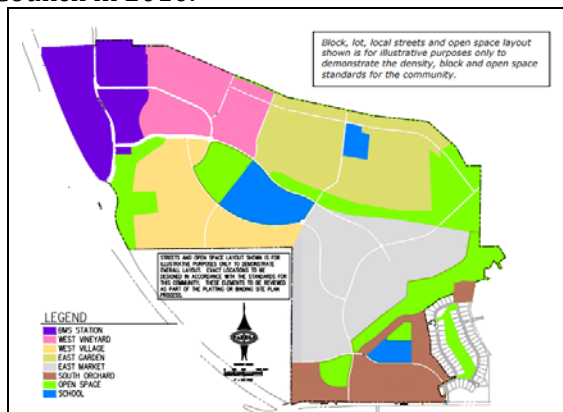 Block, lot, local streets and open space layout
shown is for illustrative purposes only to
demonstrate the density, block and open space
standards for the community.
STREETS AND OPEN SPACE LAYOUT SHOWN IS FOR
ILLUSTRATIVE PURPOSES ONLY TO DEMONSTRATE
OVERALL LAYOUT. EXACT LOCATIONS TO BE
DESIGNED IN ACCORDANCE WITH THE STANDARDS FOR
THIS COMMUNITY. THESE ELEMENTS TO BE REVIEWED
AS PART OF THE PLATTING OR BINDING SITE PLAN
PROCESS.
LEGEND
BMS STATION
WEST VINEYARD
WEST VILLAGE
EAST GARDEN
EAST MARKET
SOUTH ORCHARD
OPEN SPACE
SCHOOL